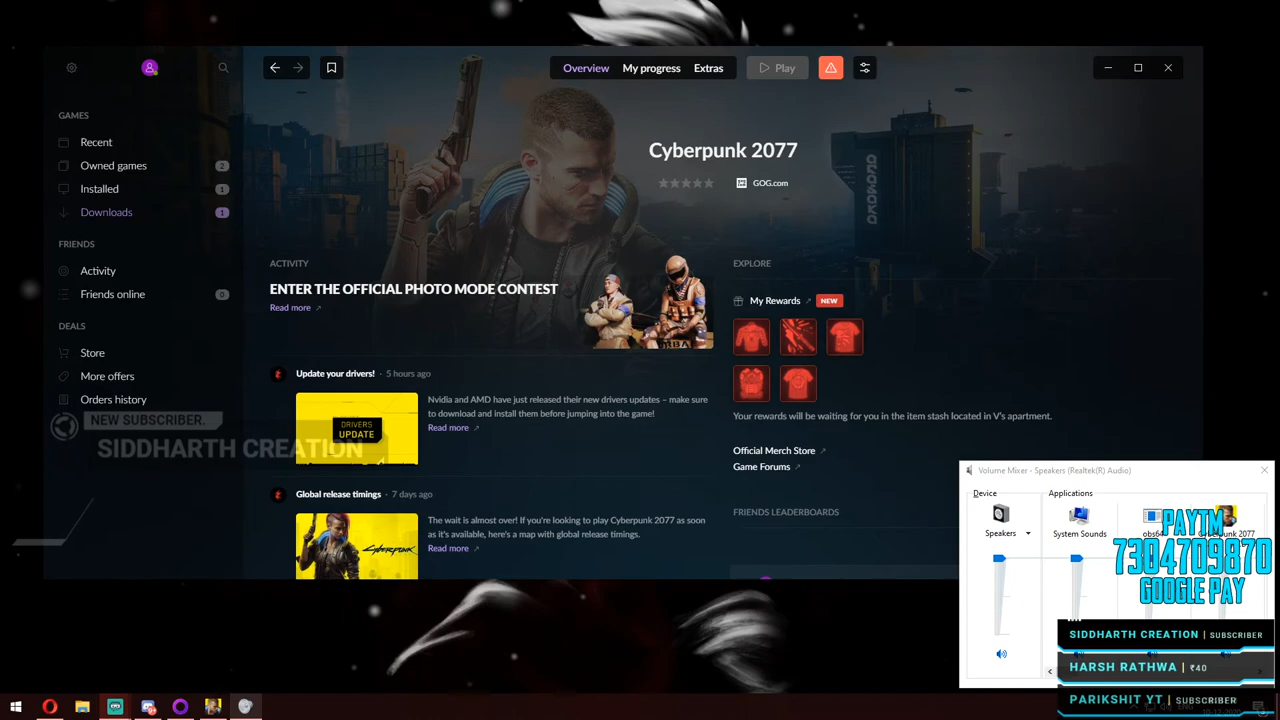 Overview
My progress
Extras
Play
GAMES
Recent
Owned games 2
Installed 1
Downloads 1
FRIENDS
Activity
Friends online 0
DEALS
Store
More offers
Orders history
NEW SUBSCRIBER.
SIDDHARTH CREATION
Cyberpunk 2077
GOG.com
ACTIVITY
ENTER THE OFFICIAL PHOTO MODE CONTEST
Read more
Update your drivers! · 5 hours ago
DRIVERS
UPDATE
Nvidia and AMD have just released their new drivers updates – make sure
to download and install them before jumping into the game!
Read more
Global release timings · 7 days ago
Cyberpunk
The wait is almost over! If you're looking to play Cyberpunk 2077 as soon
as it's available, here's a map with global release timings.
Read more
EXPLORE
My Rewards NEW
Your rewards will be waiting for you in the item stash located in V's apartment.
Official Merch Store
Game Forums
FRIENDS LEADERBOARDS
Volume Mixer - Speakers (Realtek(R) Audio)
Device
Applications
Speakers
System Sounds
obs64
Cyberpunk 2077
PAYTM
7304709870
GOOGLE PAY
SIDDHARTH CREATION | SUBSCRIBER
HARSH RATHWA | ₹40
PARIKSHIT YT | SUBSCRIBER